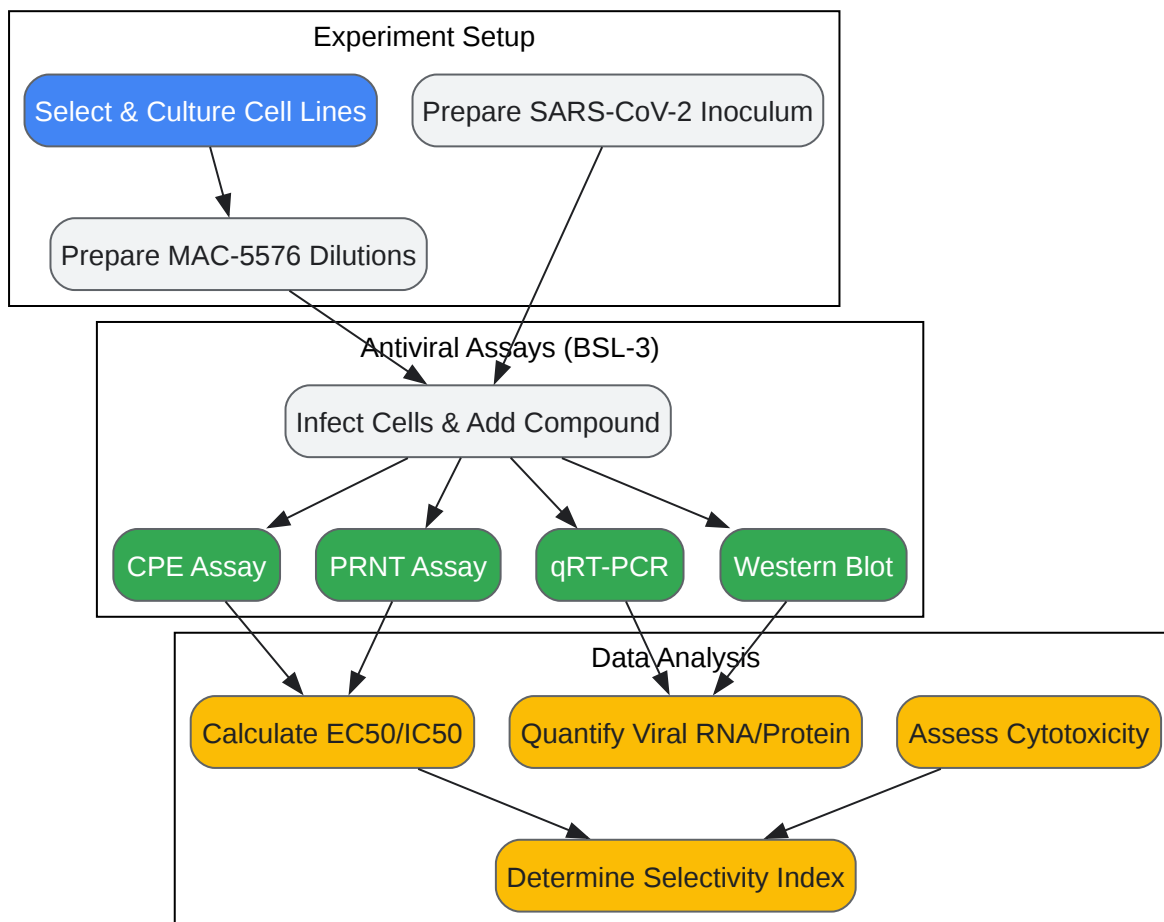 Experiment Setup
Select & Culture Cell Lines
Prepare SARS-CoV-2 Inoculum
Prepare MAC-5576 Dilutions
Antiviral Assays (BSL-3)
Infect Cells & Add Compound
CPE Assay
PRNT Assay
qRT-PCR
Western Blot
Data Analysis
Calculate EC50/IC50
Quantify Viral RNA/Protein
Assess Cytotoxicity
Determine Selectivity Index